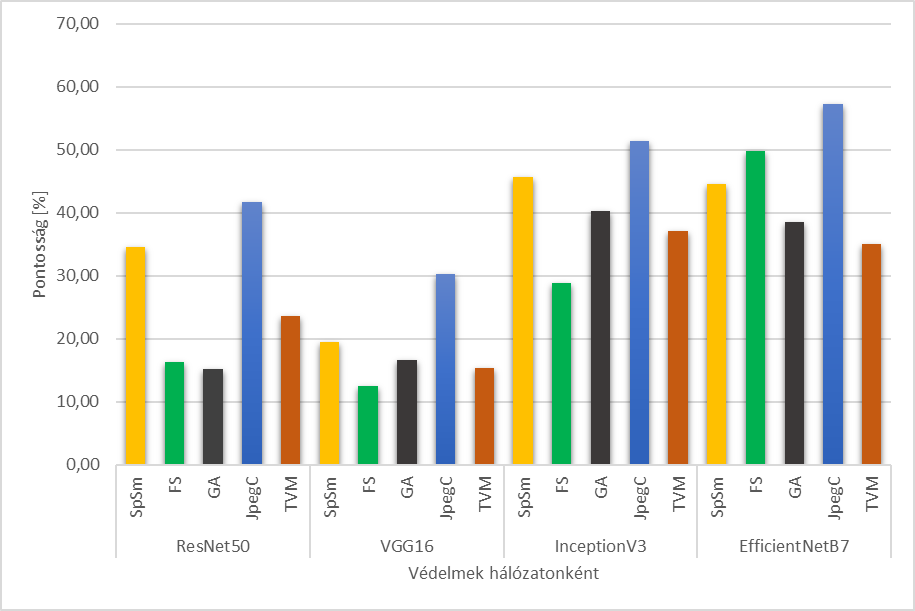 70,00
60,00
50,00
40,00
30,00
20,00
10,00
0,00
Pontosság [%]
SpSm FS GA JpegC TVM SpSm FS GA JpegC TVM SpSm FS GA JpegC TVM SpSm FS GA JpegC TVM
ResNet50 VGG16 InceptionV3 EfficientNetB7
Védelmek hálózatonként